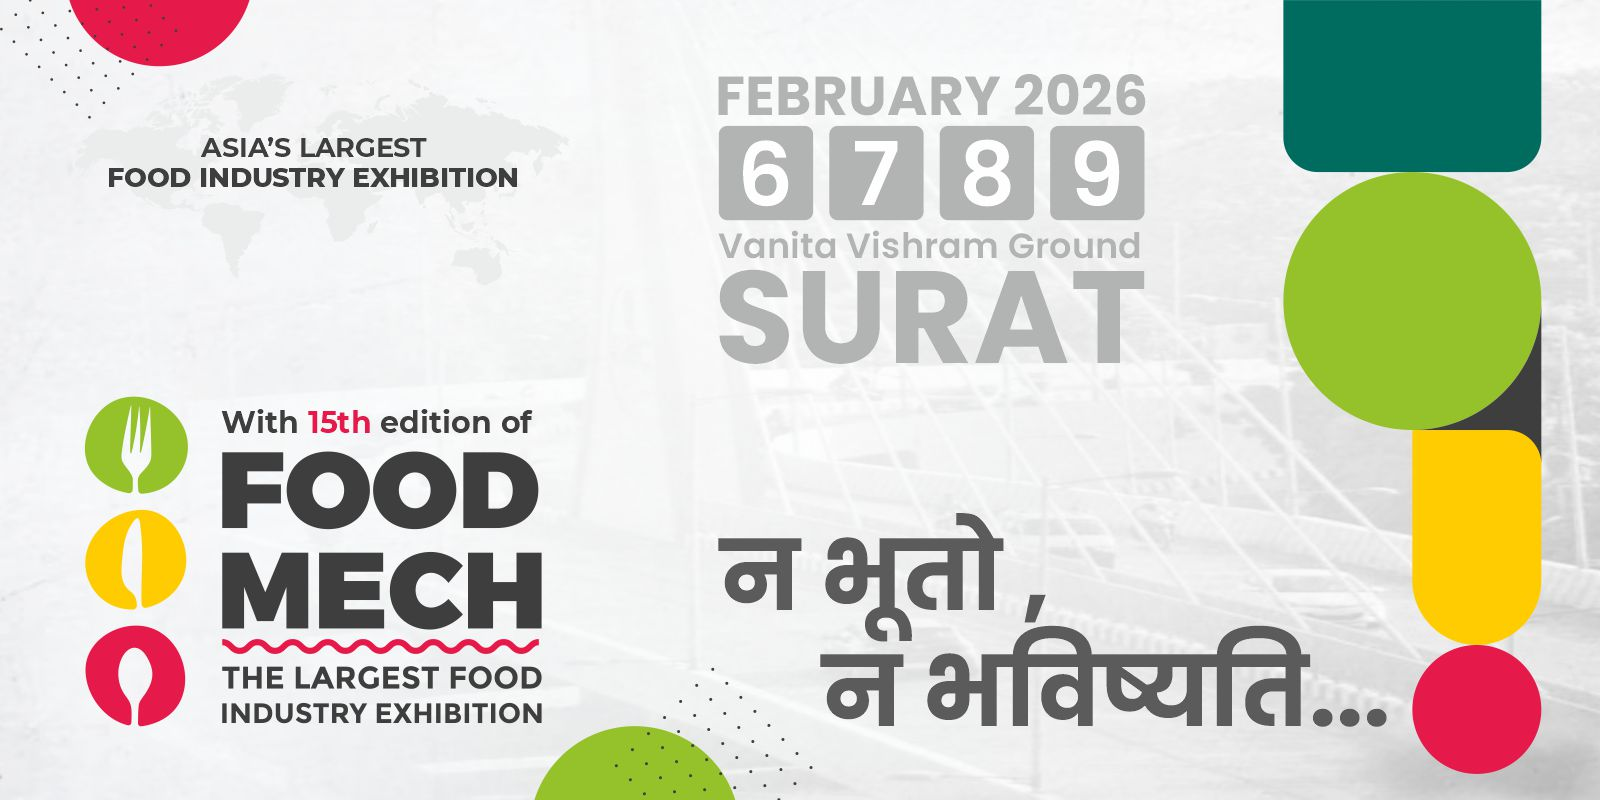 ASIA'S LARGEST
FOOD INDUSTRY EXHIBITION
With 15th edition of
FOOD
MECH
THE LARGEST FOOD
INDUSTRY EXHIBITION
FEBRUARY 2026
6 7 8 9
Vanita Vishram Ground
SURAT
न भूतो ,
न भविष्यति...